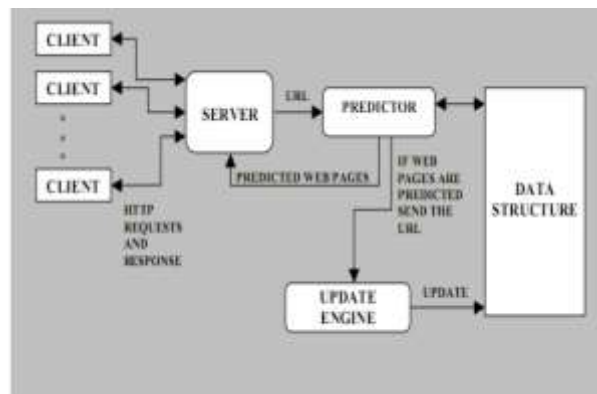 CLIENT
CLIENT
CLIENT
HTTP
REQUESTS
AND
RESPONSE
SERVER
URL
PREDICTOR
PREDICTED WEB PAGES
IF WEB
PAGES ARE
PREDICTED
SEND THE
URL
DATA
STRUCTURE
UPDATE
ENGINE
UPDATE